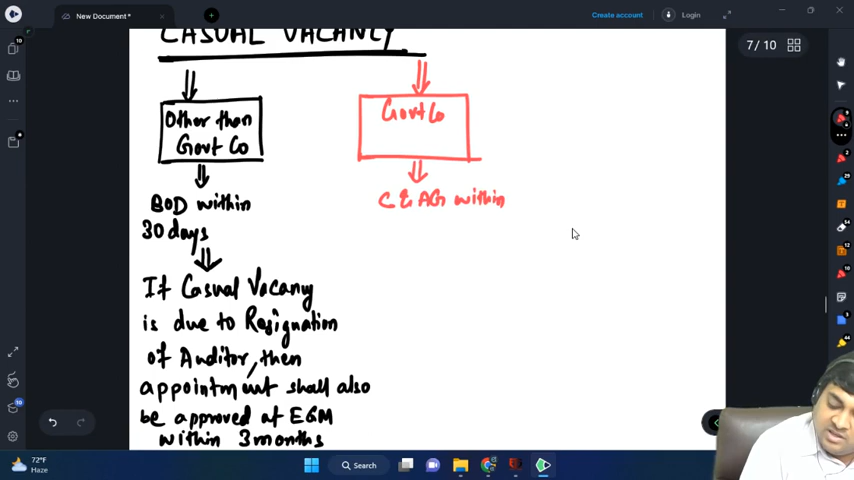 New Document*
Create account
Login
7 / 10
CASUAL VACANCY
Other than
Govt Co
Govt Co
BOD within
30 days
C & AG within
If Casual Vacancy
is due to Resignation
of Auditor, then
appointment shall also
be approved at EGM
within 3 months
72°F
Haze
Search